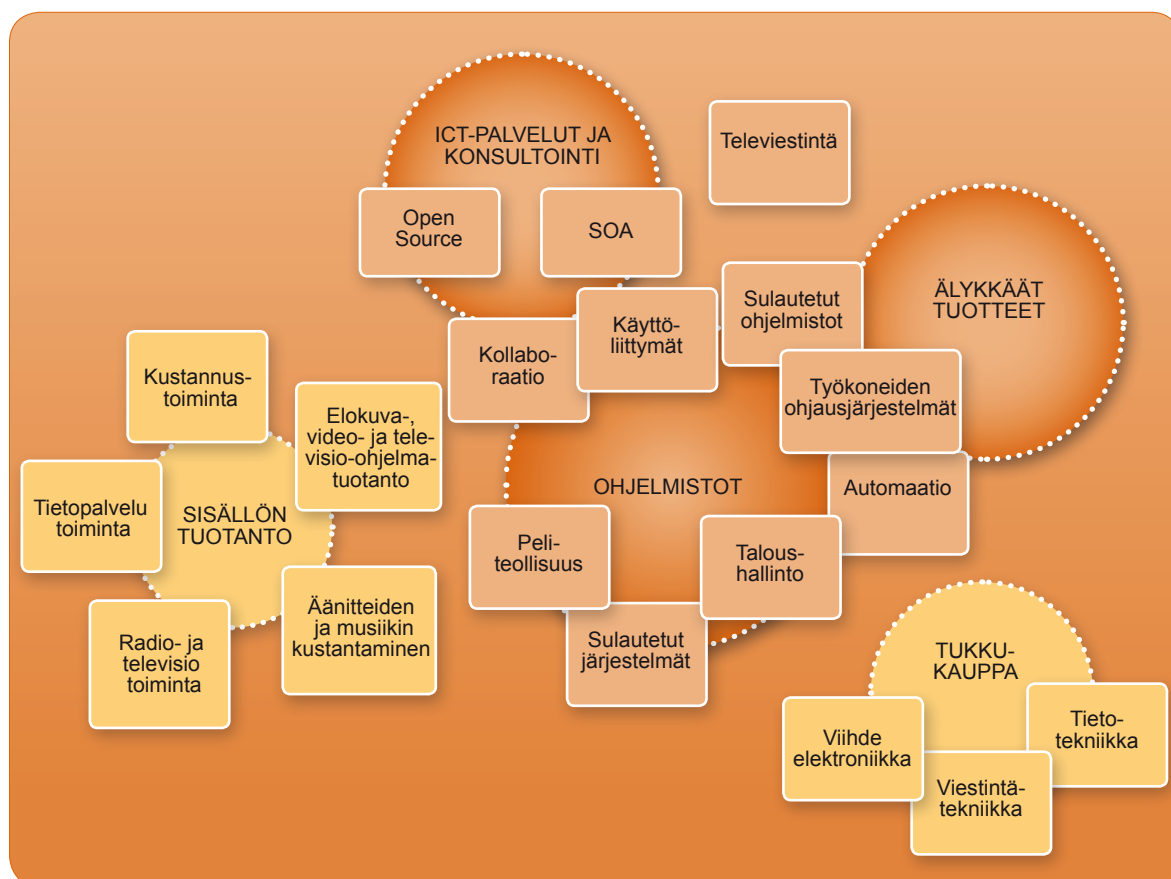 ICT-PALVELUT JA
KONSULTOINTI
Televiestintä
Open
Source
SOA
ÄLYKKÄÄT
TUOTTEET
Sulautetut
ohjelmistot
Käyttö-
liittymät
Kollabo-
raatio
Työkoneiden
ohjausjärjestelmät
Kustannus-
toiminta
Elokuva-,
video- ja tele-
visio-ohjelma-
tuotanto
OHJELMISTOT
Automaatio
Tietopalvelu
toiminta
SISÄLLÖN
TUOTANTO
Peli-
teollisuus
Talous-
hallinto
Äänitteiden
ja musiikin
kustantaminen
Radio- ja
televisio
toiminta
Sulautetut
järjestelmät
TUKKU-
KAUPPA
Viihde
elektroniikka
Tieto-
tekniikka
Viestintä-
tekniikka